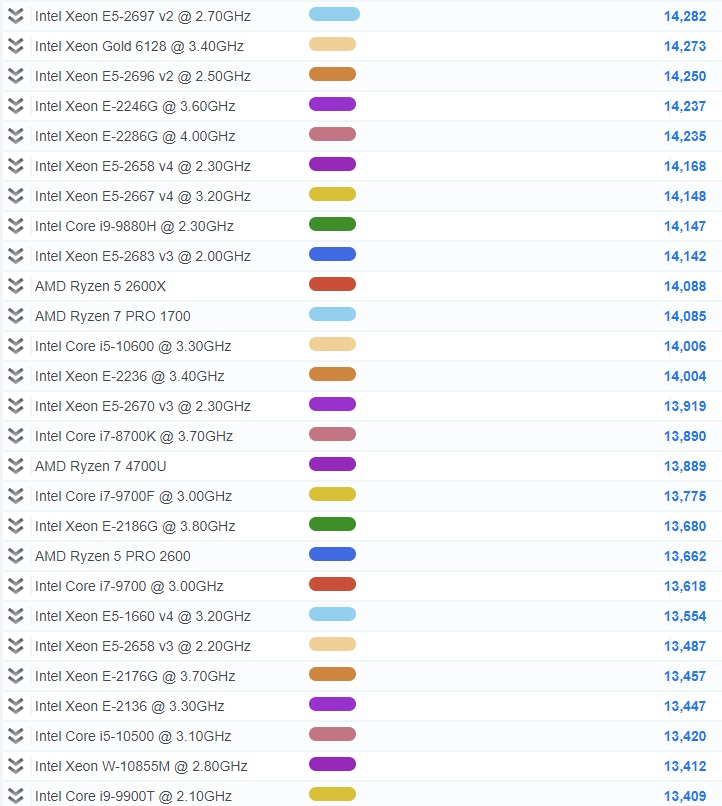 Intel Xeon E5-2697 v2 @ 2.70GHz 14,282
Intel Xeon Gold 6128 @ 3.40GHz 14,273
Intel Xeon E5-2696 v2 @ 2.50GHz 14,250
Intel Xeon E-2246G @ 3.60GHz 14,237
Intel Xeon E-2286G @ 4.00GHz 14,235
Intel Xeon E5-2658 v4 @ 2.30GHz 14,168
Intel Xeon E5-2667 v4 @ 3.20GHz 14,148
Intel Core i9-9880H @ 2.30GHz 14,147
Intel Xeon E5-2683 v3 @ 2.00GHz 14,142
AMD Ryzen 5 2600X 14,088
AMD Ryzen 7 PRO 1700 14,085
Intel Core i5-10600 @ 3.30GHz 14,006
Intel Xeon E-2236 @ 3.40GHz 14,004
Intel Xeon E5-2670 v3 @ 2.30GHz 13,919
Intel Core i7-8700K @ 3.70GHz 13,890
AMD Ryzen 7 4700U 13,889
Intel Core i7-9700F @ 3.00GHz 13,775
Intel Xeon E-2186G @ 3.80GHz 13,680
AMD Ryzen 5 PRO 2600 13,662
Intel Core i7-9700 @ 3.00GHz 13,618
Intel Xeon E5-1660 v4 @ 3.20GHz 13,554
Intel Xeon E5-2658 v3 @ 2.20GHz 13,487
Intel Xeon E-2176G @ 3.70GHz 13,457
Intel Xeon E-2136 @ 3.30GHz 13,447
Intel Core i5-10500 @ 3.10GHz 13,420
Intel Xeon W-10855M @ 2.80GHz 13,412
Intel Core i9-9900T @ 2.10GHz 13,409